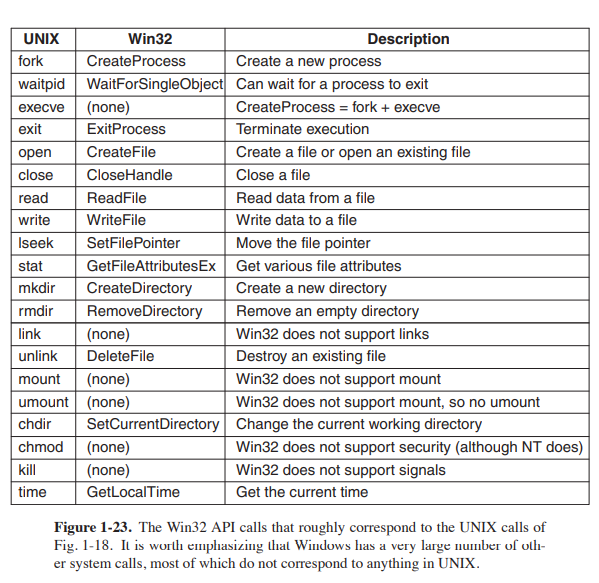 UNIX Win32 Description
fork CreateProcess Create a new process
waitpid WaitForSingleObject Can wait for a process to exit
execve (none) CreateProcess = fork + execve
exit ExitProcess Terminate execution
open CreateFile Create a file or open an existing file
close CloseHandle Close a file
read ReadFile Read data from a file
write WriteFile Write data to a file
lseek SetFilePointer Move the file pointer
stat GetFileAttributesEx Get various file attributes
mkdir CreateDirectory Create a new directory
rmdir RemoveDirectory Remove an empty directory
link (none) Win32 does not support links
unlink DeleteFile Destroy an existing file
mount (none) Win32 does not support mount
umount (none) Win32 does not support mount, so no umount
chdir SetCurrentDirectory Change the current working directory
chmod (none) Win32 does not support security (although NT does)
kill (none) Win32 does not support signals
time GetLocalTime Get the current time
Figure 1-23. The Win32 API calls that roughly correspond to the UNIX calls of
Fig. 1-18. It is worth emphasizing that Windows has a very large number of oth-
er system calls, most of which do not correspond to anything in UNIX.